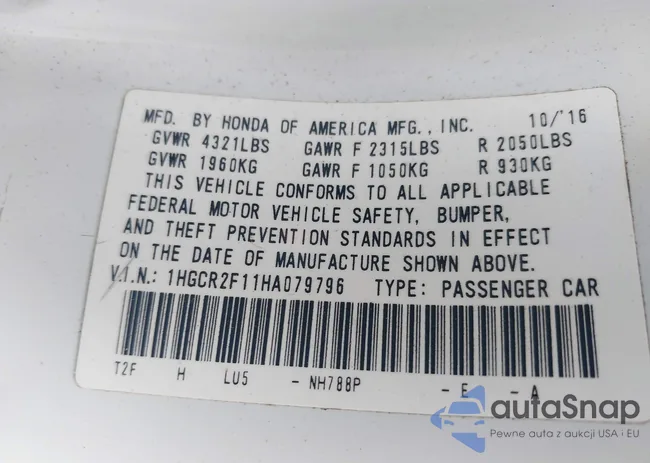 MFD. BY HONDA OF AMERICA MFG., INC. 10/'16
GVWR 4321LBS GAWR F 2315LBS R 2050LBS
GVWR 1960KG GAWR F 1050KG R 930KG
THIS VEHICLE CONFORMS TO ALL APPLICABLE
FEDERAL MOTOR VEHICLE SAFETY, BUMPER,
AND THEFT PREVENTION STANDARDS IN EFFECT
ON THE DATE OF MANUFACTURE SHOWN ABOVE.
V.I.N.: 1HGCR2F11HA079796 TYPE: PASSENGER CAR
T2F H LU5 - NH788P - E - A
autaSnap
Pewne auta z aukcji USA i EU